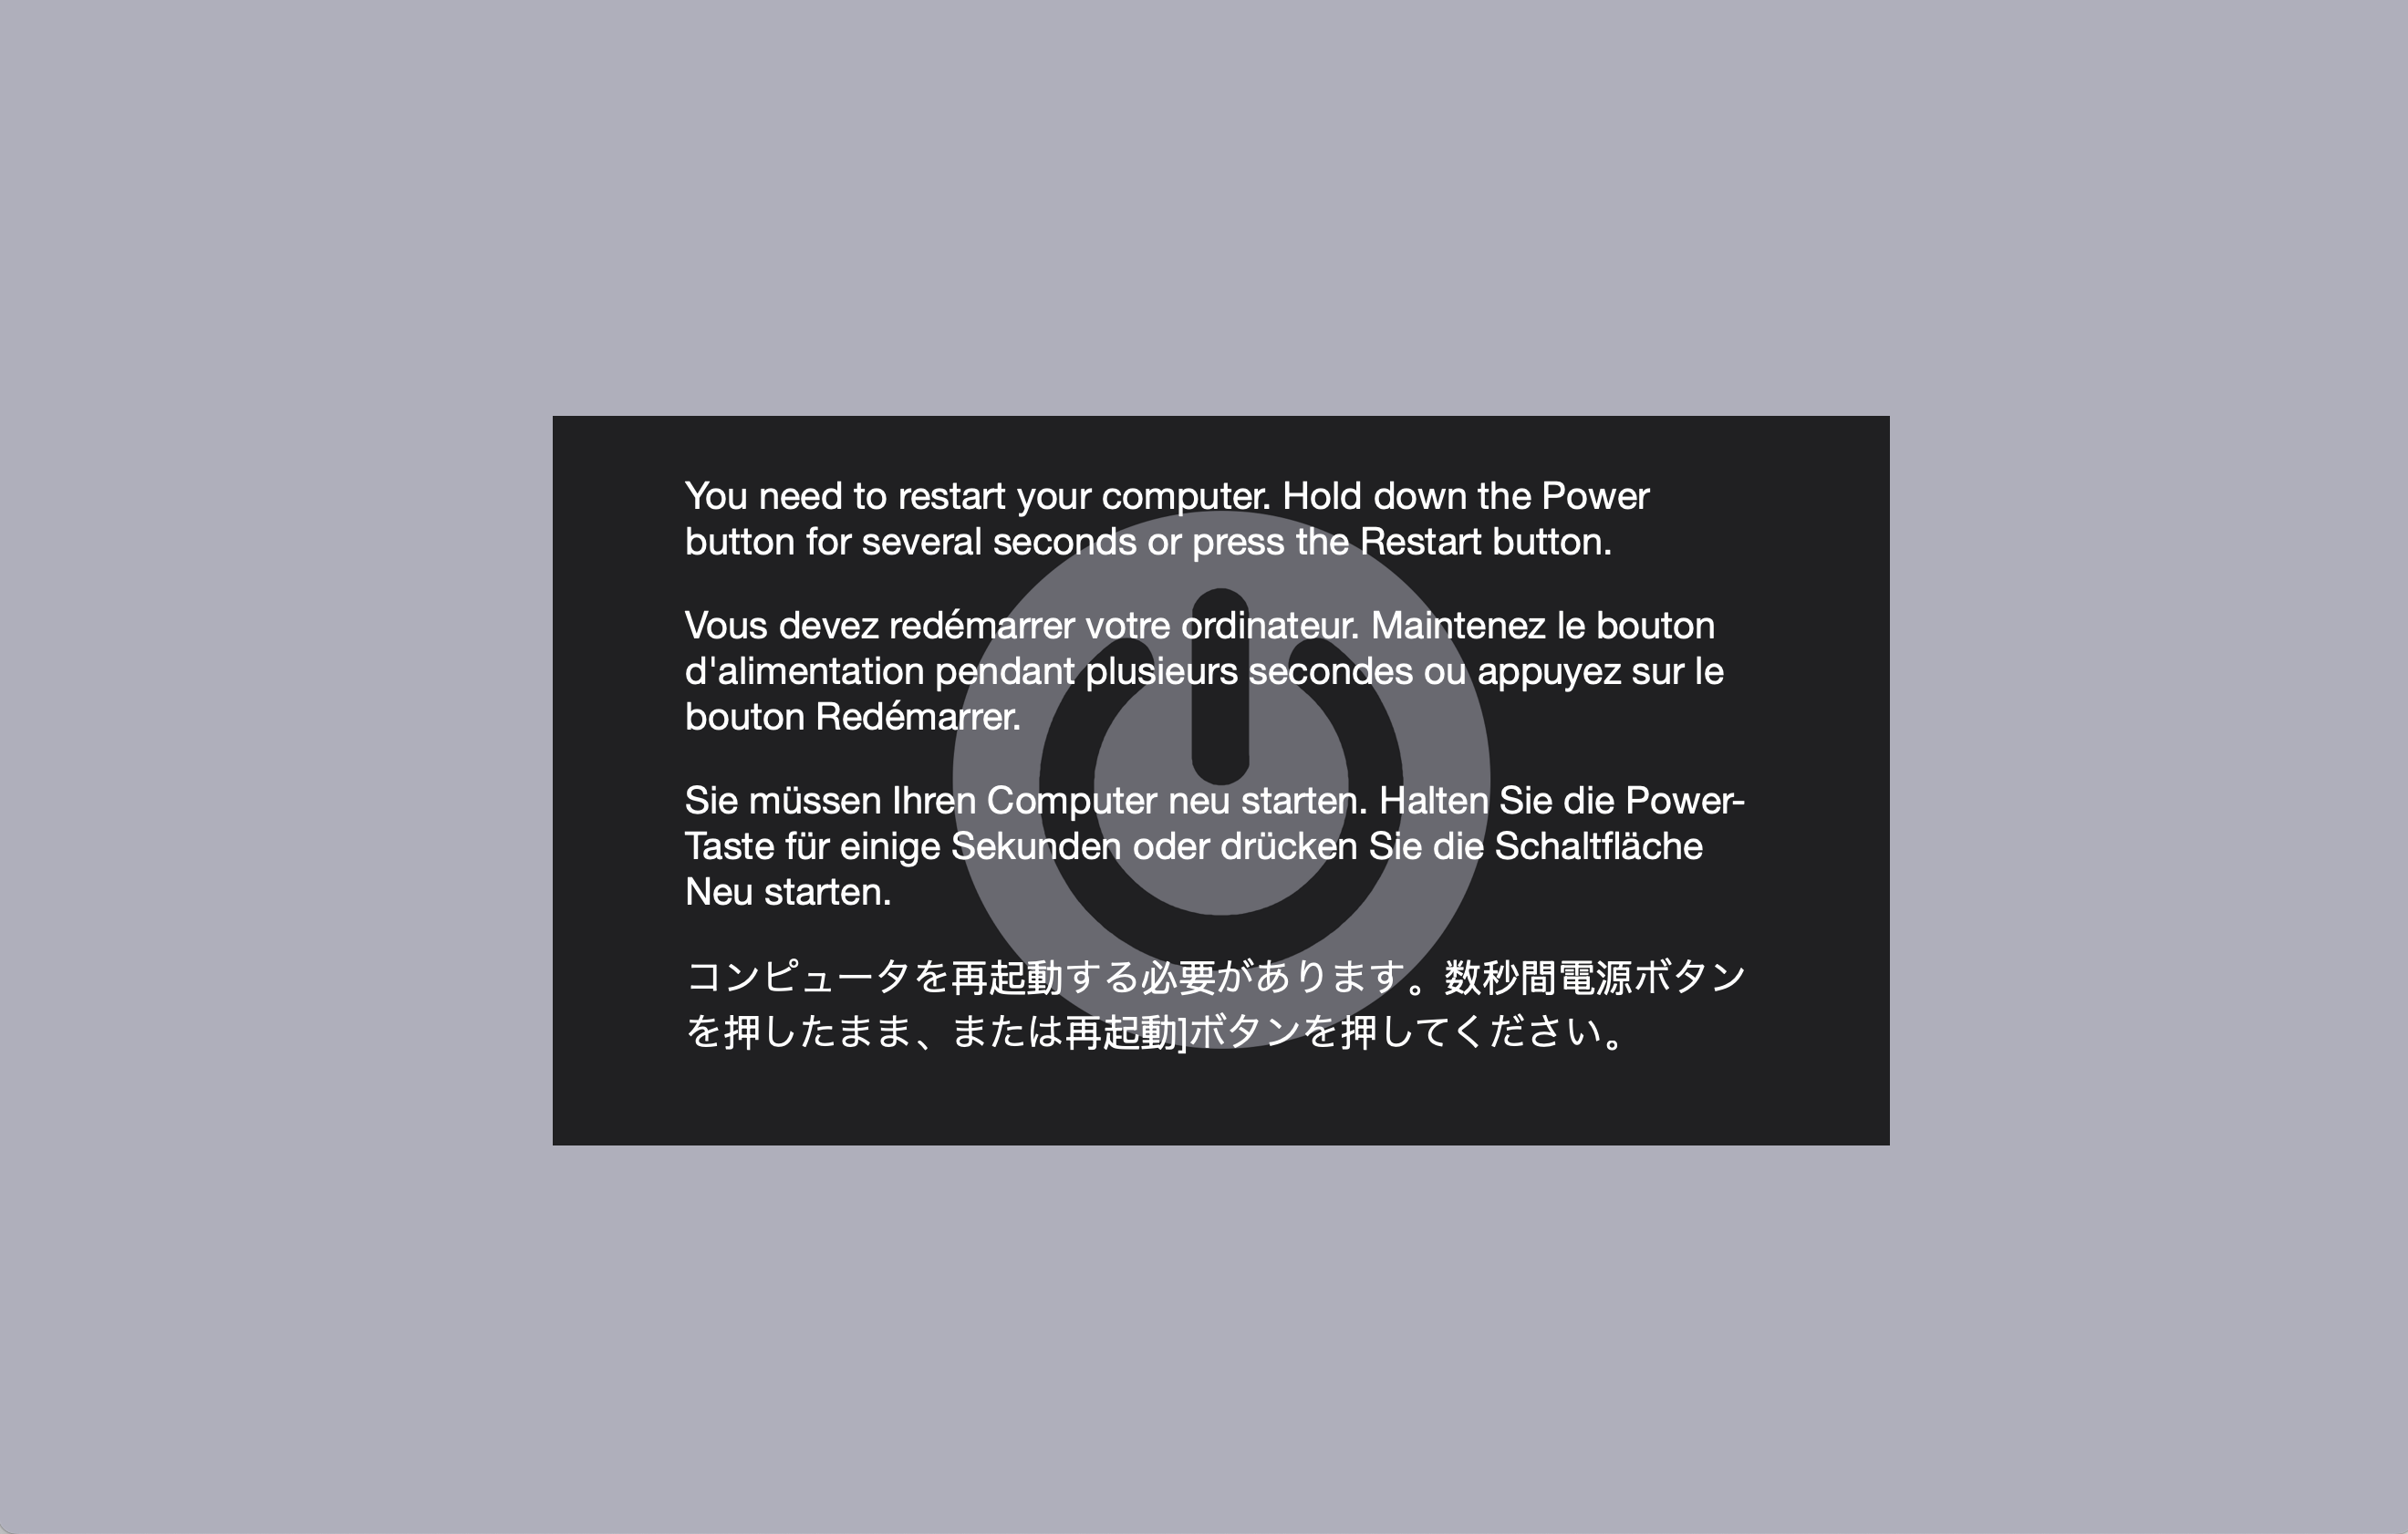 You need to restart your computer. Hold down the Power
button for several seconds or press the Restart button.
Vous devez redémarrer votre ordinateur. Maintenez le bouton
d'alimentation pendant plusieurs secondes ou appuyez sur le
bouton Redémarrer.
Sie müssen Ihren Computer neu starten. Halten Sie die Power-
Taste für einige Sekunden oder drücken Sie die Schaltfläche
Neu starten.
コンピュータを再起動する必要があります。数秒間電源ボタン
を押したまま、または再起動]ボタンを押してください。